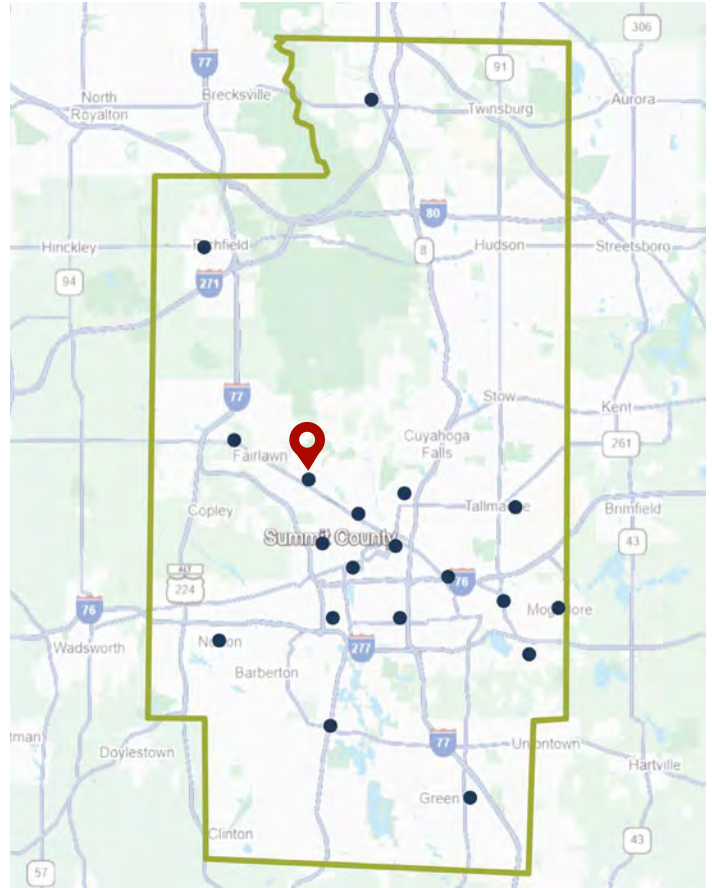 306
77
91
North
Royalton
Brecksville
Twinsburg
Aurora
80
Hinckley
Richfield
8
Hudson
Streetsboro
94
271
77
Stow
Kent
Cuyahoga
Falls
Fairlawn
261
Copley
Tallmadge
Brimfield
Summit County
43
ALT
224
76
76
Mogadore
Wadsworth
Norton
277
Barberton
77
Uniontown
Doylestown
Hartville
Green
Clinton
43
57